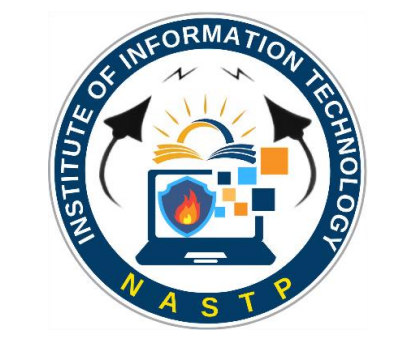 INSTITUTE OF INFORMATION TECHNOLOGY
NASTP